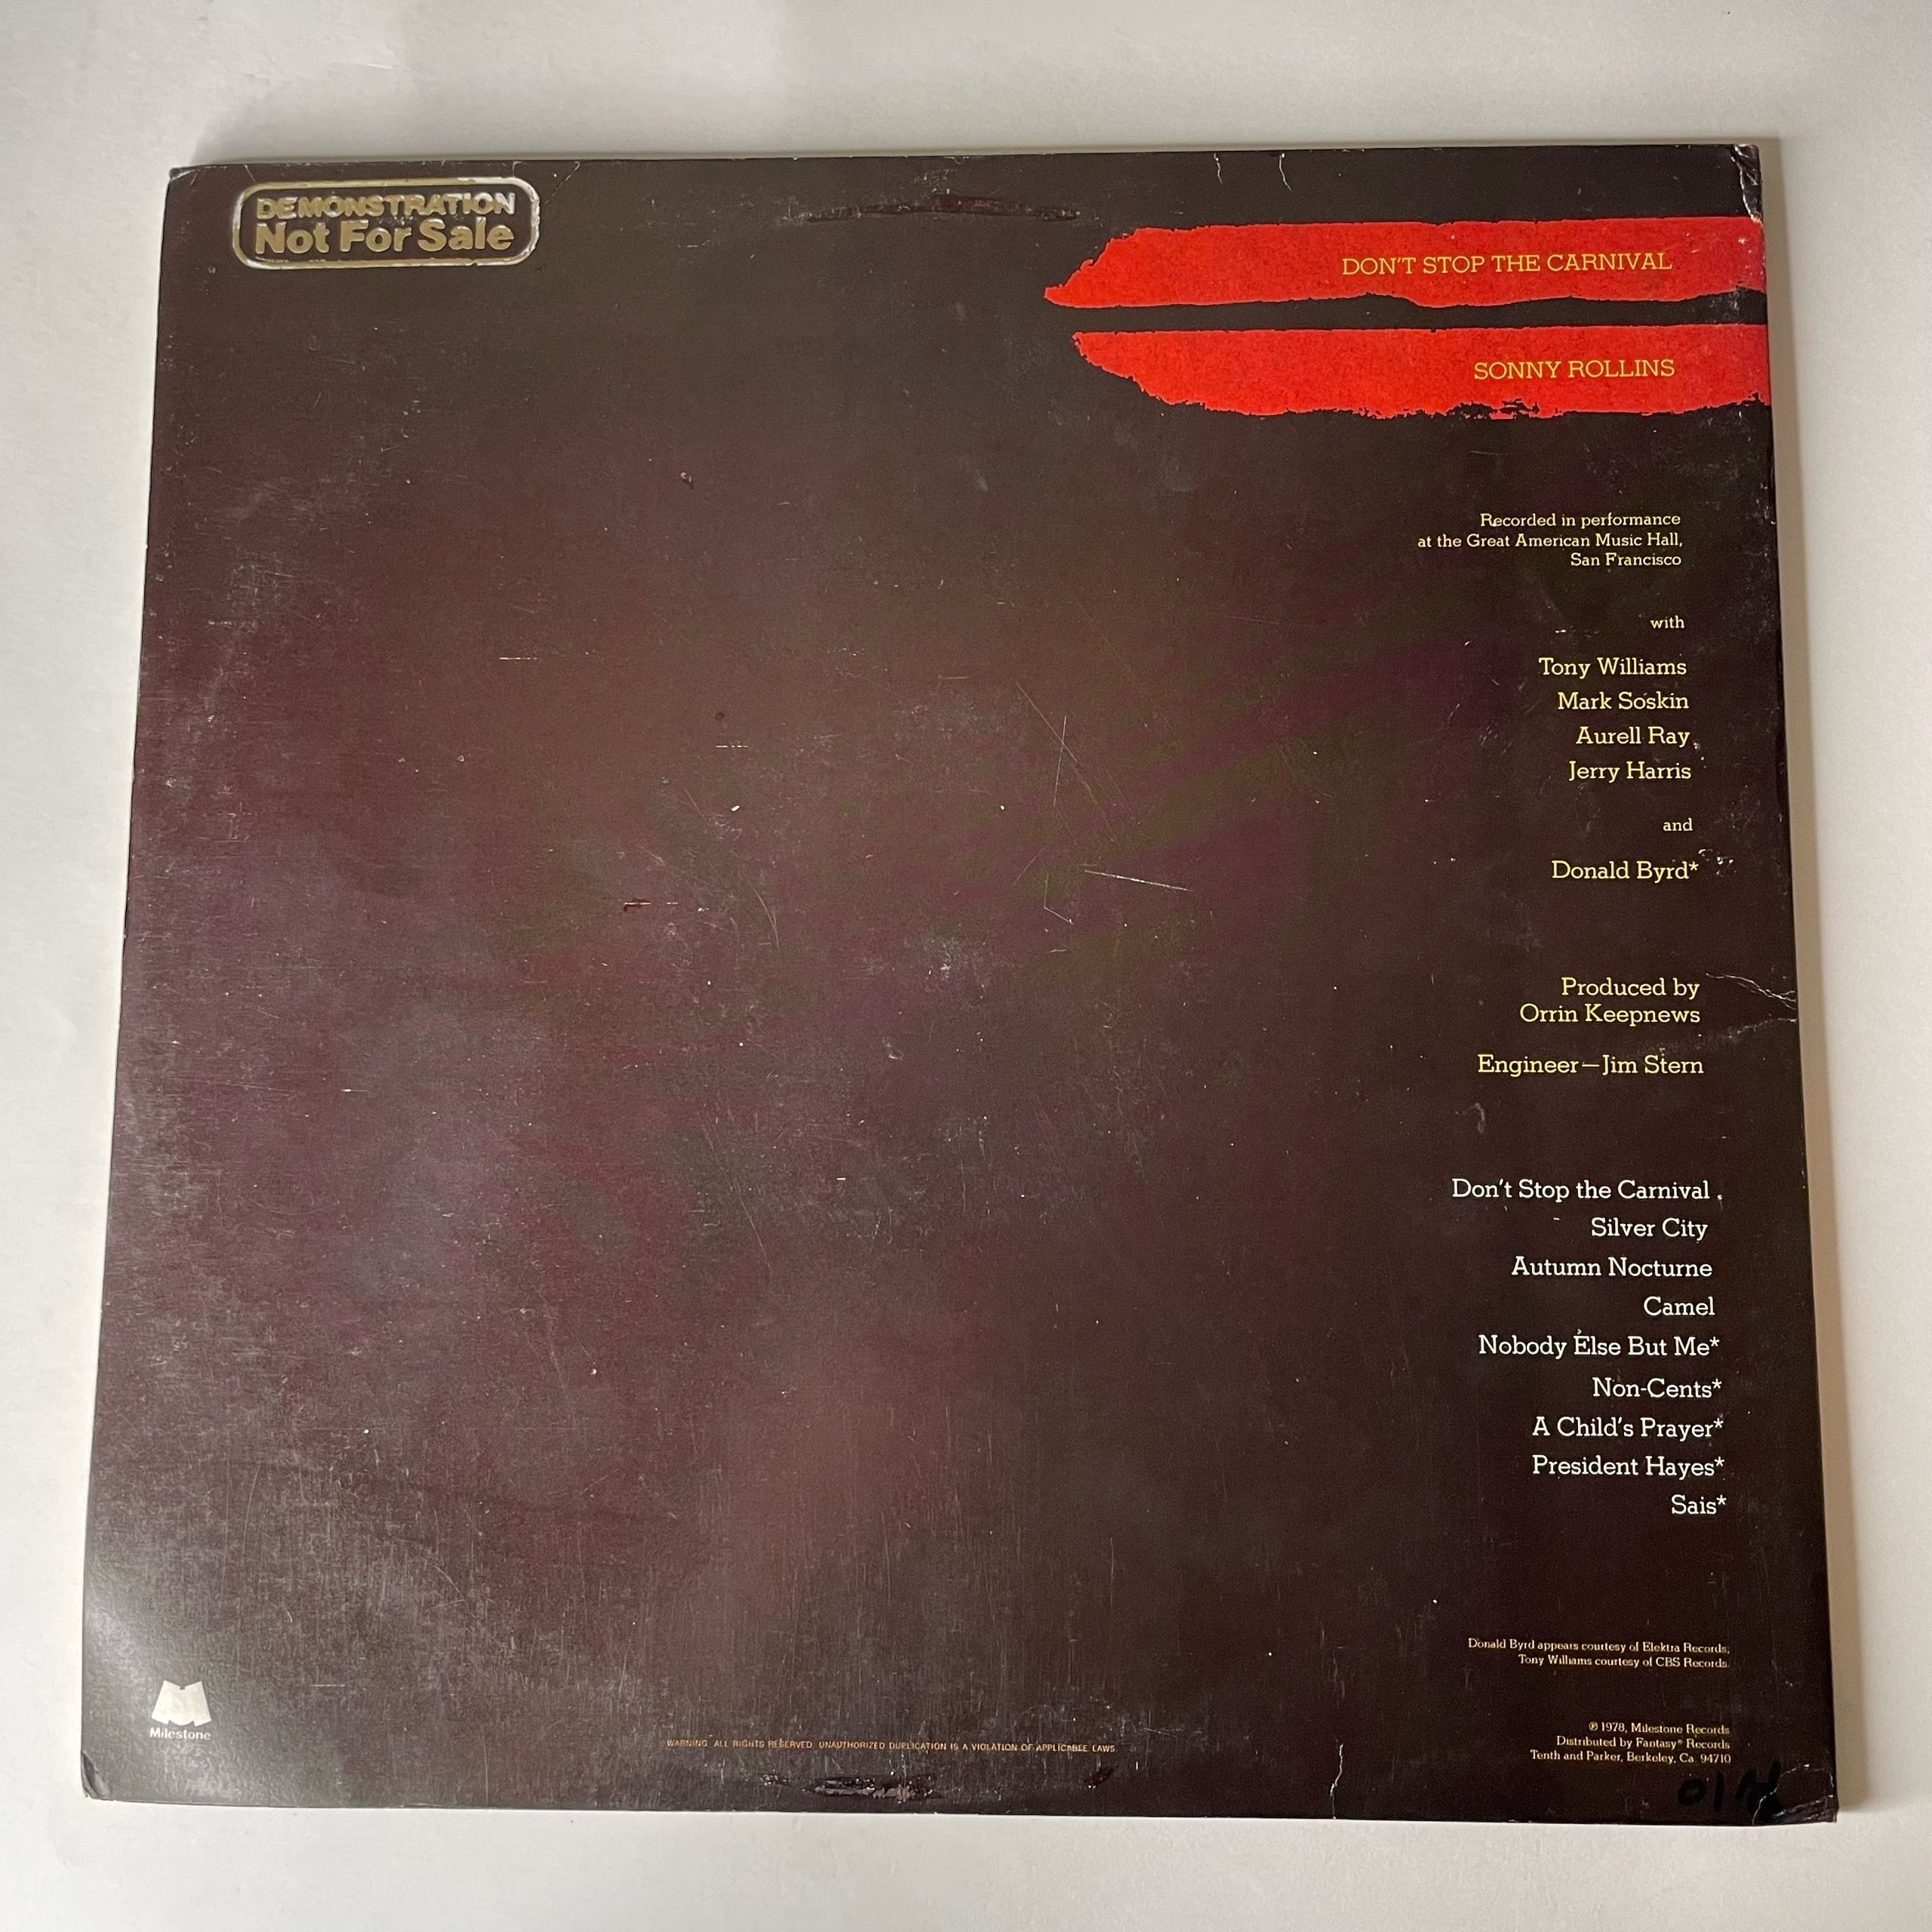 DEMONSTRATION
Not For Sale
DON'T STOP THE CARNIVAL
SONNY ROLLINS
Recorded in performance
at the Great American Music Hall,
San Francisco
with
Tony Williams
Mark Soskin
Aurell Ray
Jerry Harris
and
Donald Byrd*
Produced by
Orrin Keepnews
Engineer—Jim Stern
Don't Stop the Carnival
Silver City
Autumn Nocturne
Camel
Nobody Else But Me*
Non-Cents*
A Child's Prayer*
President Hayes*
Sais*
Donald Byrd appears courtesy of Elektra Records;
Tony Williams courtesy of CBS Records.
℗ 1978, Milestone Records
Distributed by Fantasy® Records
Tenth and Parker, Berkeley, Ca. 94710
Milestone
WARNING: ALL RIGHTS RESERVED. UNAUTHORIZED DUPLICATION IS A VIOLATION OF APPLICABLE LAWS.